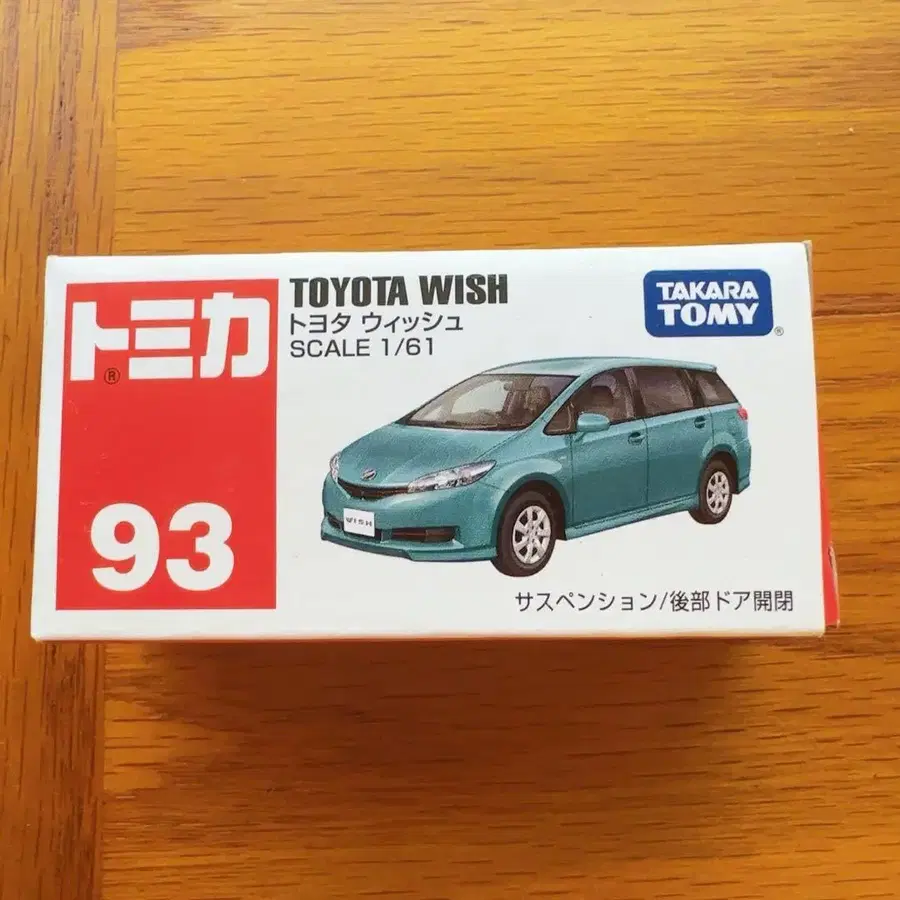 トミカ®
93
TOYOTA WISH
トヨタ ウィッシュ
SCALE 1/61
TAKARA
TOMY®
WISH
サスペンション/後部ドア開閉